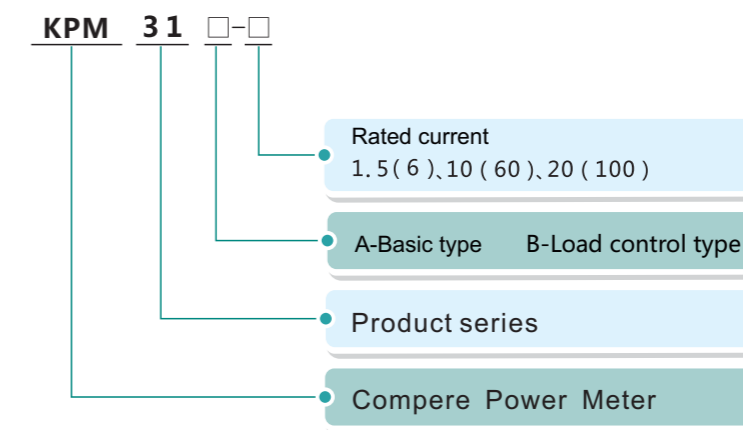 KPM 31 □-□
Rated current
1.5(6)、10(60)、20(100)
A-Basic type B-Load control type
Product series
Compere Power Meter